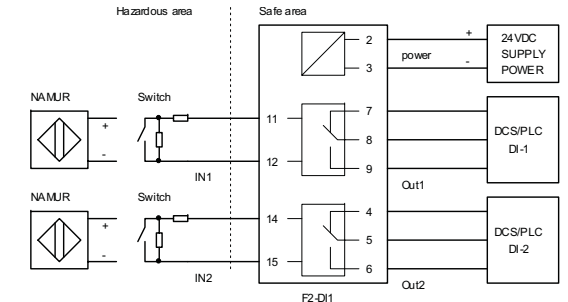 Hazardous area
Safe area
2
3
power
+
-
24VDC
SUPPLY
POWER
NAMUR
+
-
Switch
IN1
11
12
7
8
9
Out1
DCS/PLC
DI-1
NAMUR
+
-
Switch
IN2
14
15
4
5
6
Out2
DCS/PLC
DI-2
F2-DI1